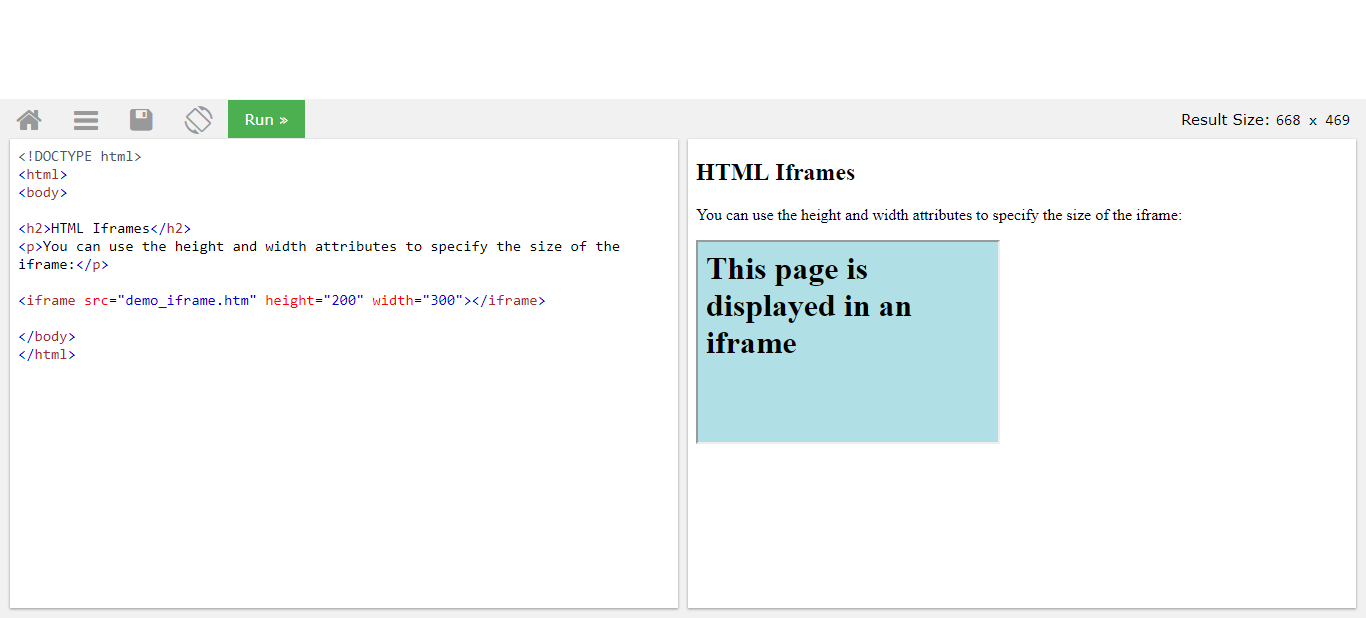 Run »
Result Size: 668 x 469
<!DOCTYPE html>
<html>
<body>
<h2>HTML Iframes</h2>
<p>You can use the height and width attributes to specify the size of the
iframe:</p>
<iframe src="demo_iframe.htm" height="200" width="300"></iframe>
</body>
</html>
HTML Iframes
You can use the height and width attributes to specify the size of the iframe:
This page is
displayed in an
iframe